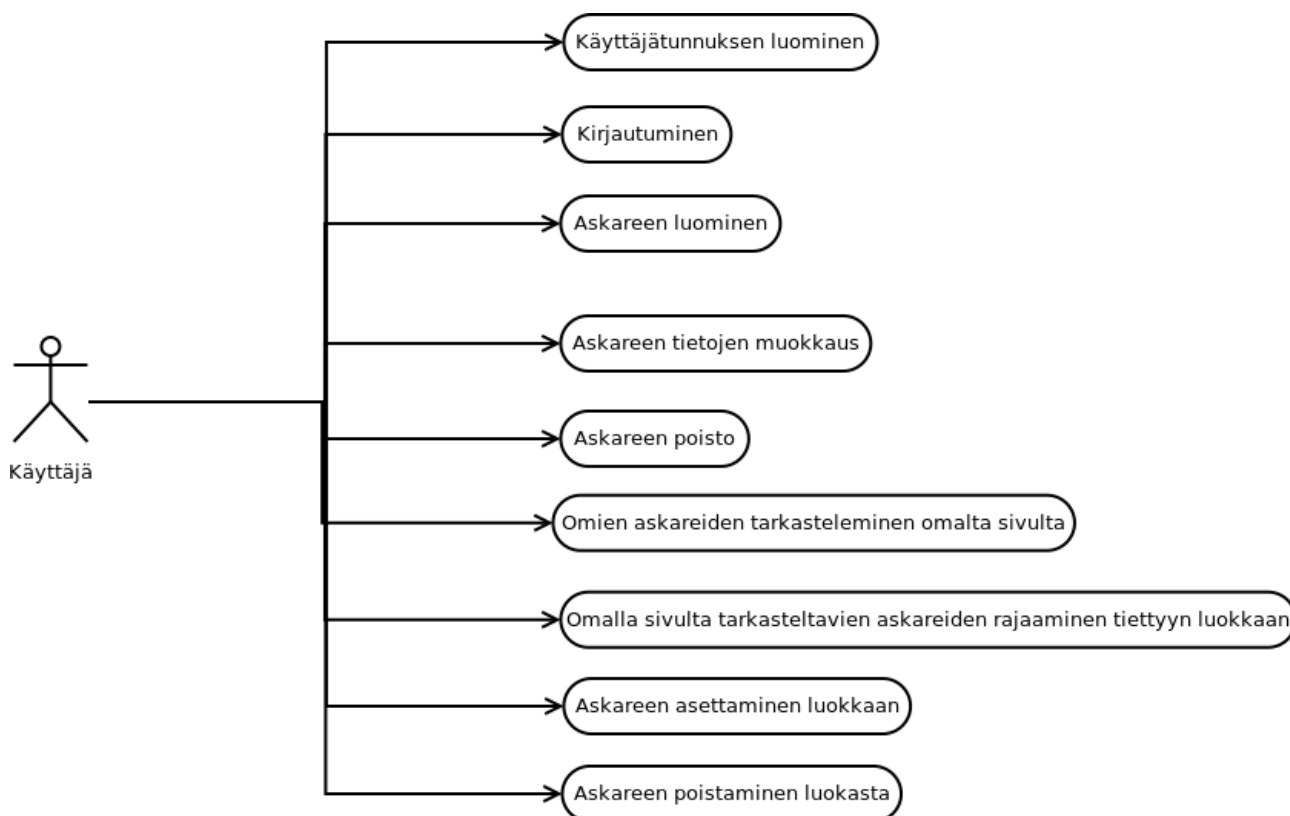 Käyttäjätunnuksen luominen
Kirjautuminen
Askareen luominen
Askareen tietojen muokkaus
Askareen poisto
Käyttäjä
Omien askareiden tarkasteleminen omalta sivulta
Omalla sivulta tarkasteltavien askareiden rajaaminen tiettyyn luokkaan
Askareen asettaminen luokkaan
Askareen poistaminen luokasta